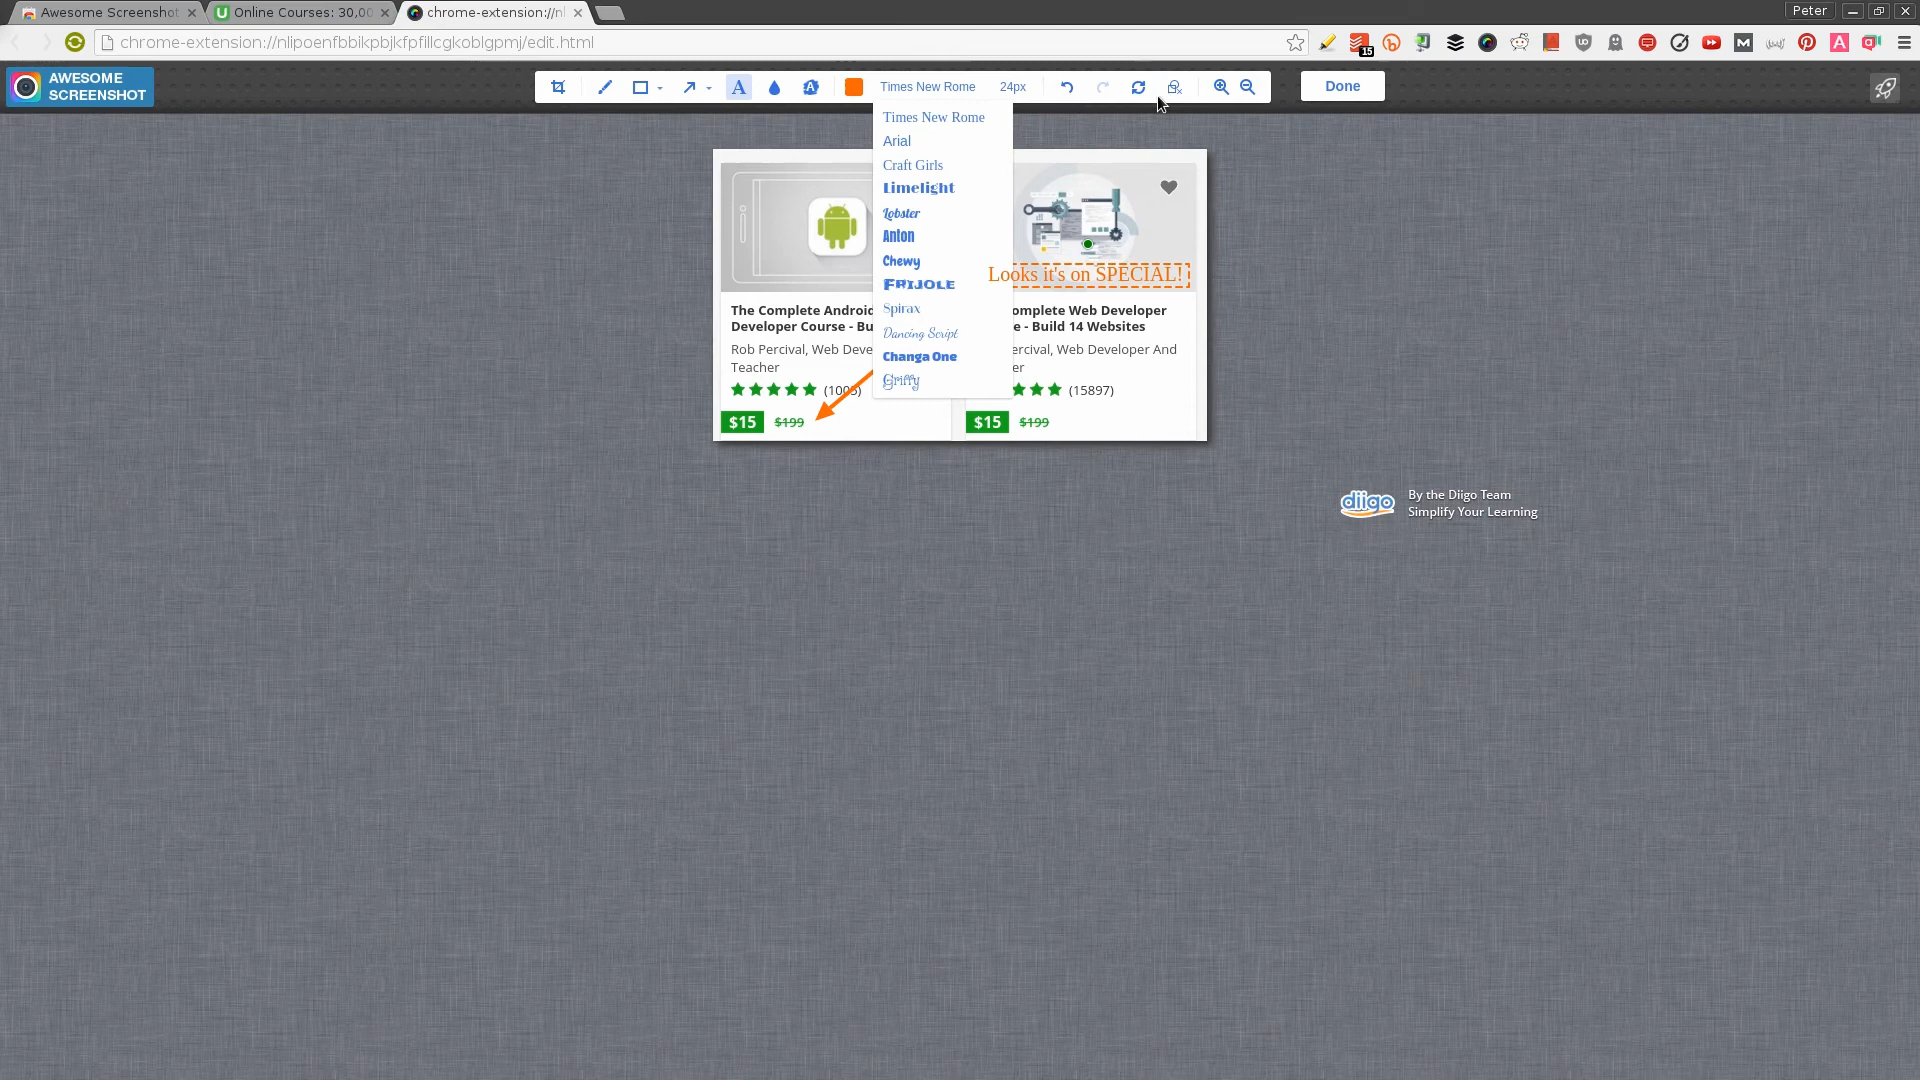 Awesome Screenshot
Online Courses: 30,00
chrome-extension://nl
Peter
chrome-extension://nlipoenfbbikpbjkfpfillcgkoblgpmj/edit.html
15
AWESOME
SCREENSHOT
A
Times New Rome
24px
Done
Times New Rome
Arial
Craft Girls
Limelight
Lobster
Anton
Chewy
Frijole
Spirax
Dancing Script
Changa One
Griffy
Looks it's on SPECIAL!
The Complete Android
Developer Course - Bu
Rob Percival, Web Deve
Teacher
$15 $199
omplete Web Developer
e - Build 14 Websites
ercival, Web Developer And
er
(15897)
$15 $199
diigo
By the Diigo Team
Simplify Your Learning